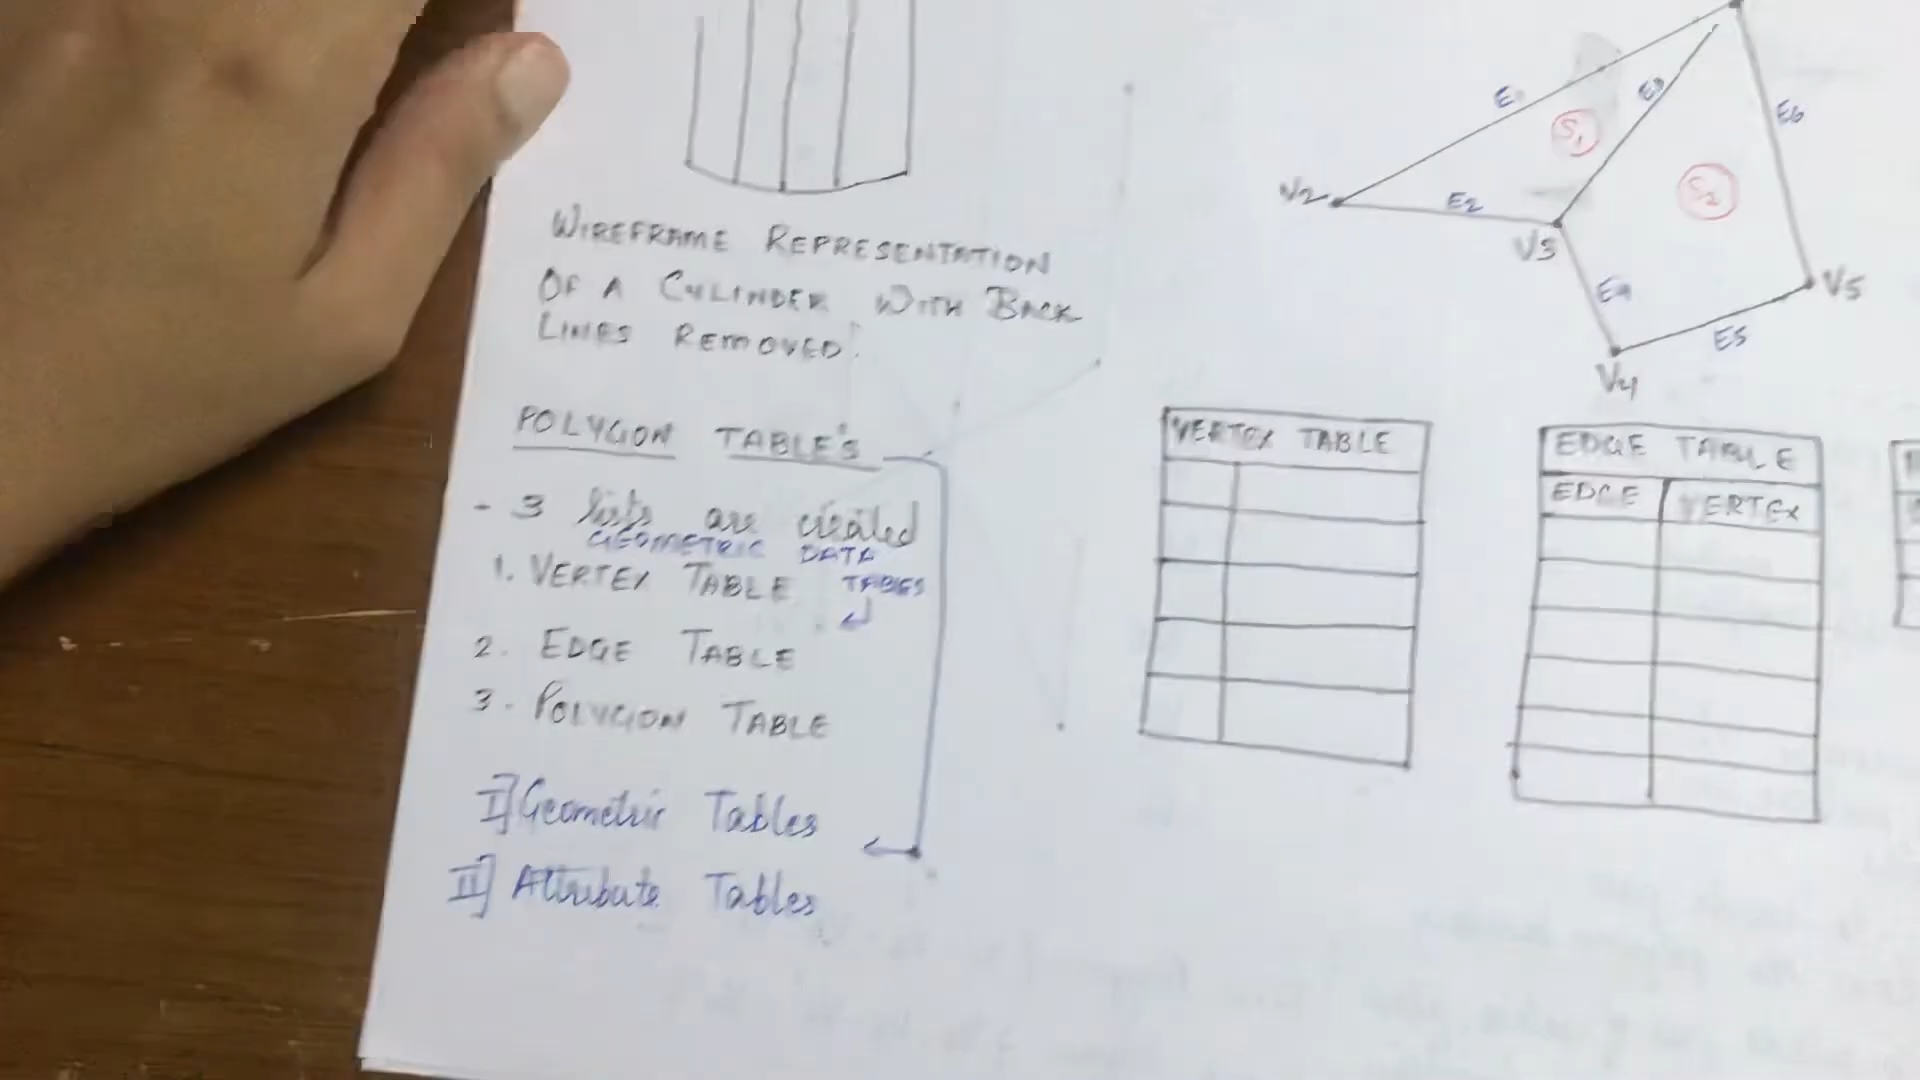 WIREFRAME REPRESENTATION
OF A CYLINDER WITH BACK
LINES REMOVED.
POLYGON TABLE'S
- 3 lists are created
GEOMETRIC DATA
TABES
1. VERTEX TABLE
2. EDGE TABLE
3. POLYGON TABLE
I] Geometric Tables
II] Attribute Tables
E1
E3
E6
S1
S2
V2
E2
V3
E4
V5
E5
V4
VERTEX TABLE
EDGE TABLE
EDGE VERTEX